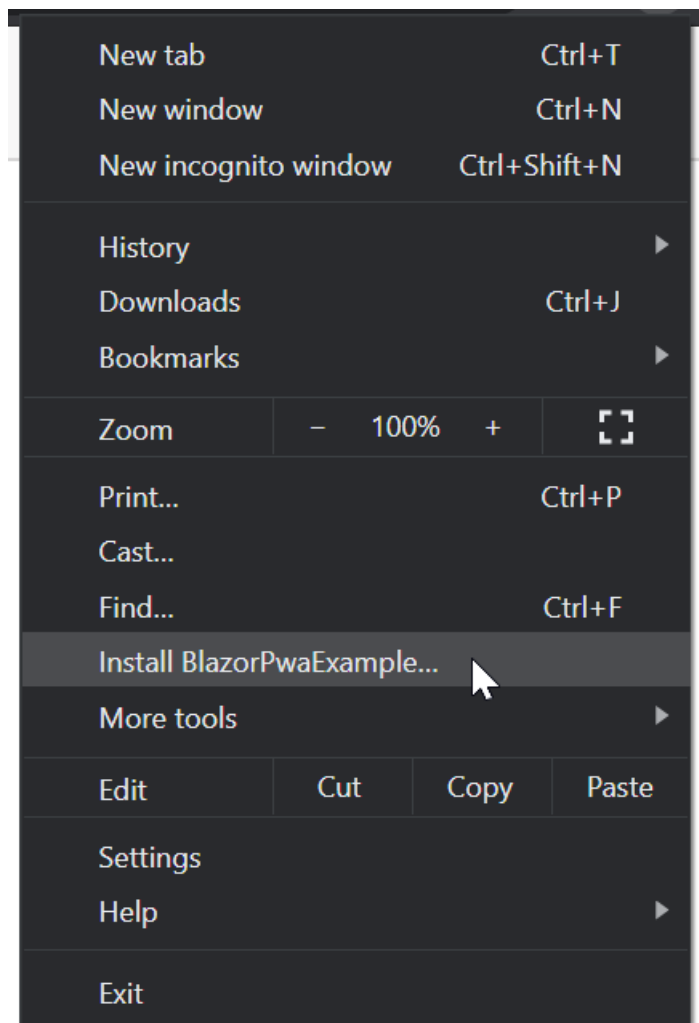 New tab Ctrl+T
New window Ctrl+N
New incognito window Ctrl+Shift+N
History
Downloads Ctrl+J
Bookmarks
Zoom − 100% +
Print... Ctrl+P
Cast...
Find... Ctrl+F
Install BlazorPwaExample...
More tools
Edit Cut Copy Paste
Settings
Help
Exit